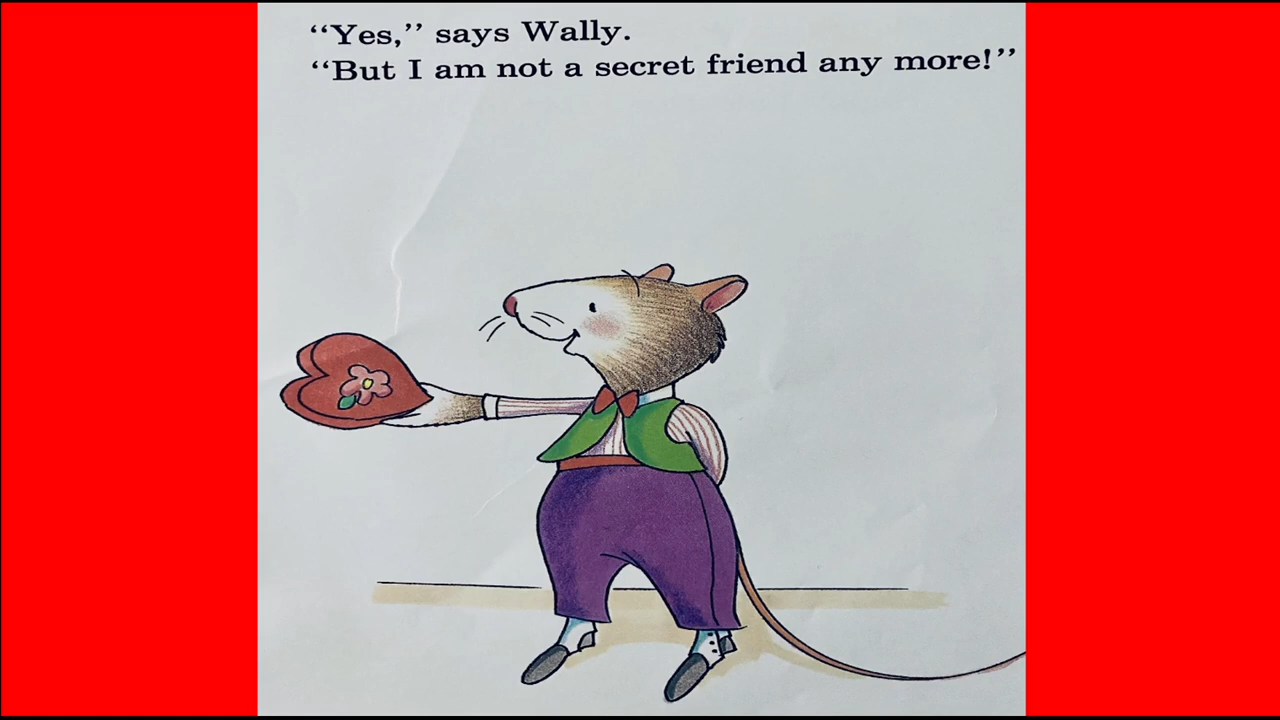 “Yes,” says Wally.
“But I am not a secret friend any more!”